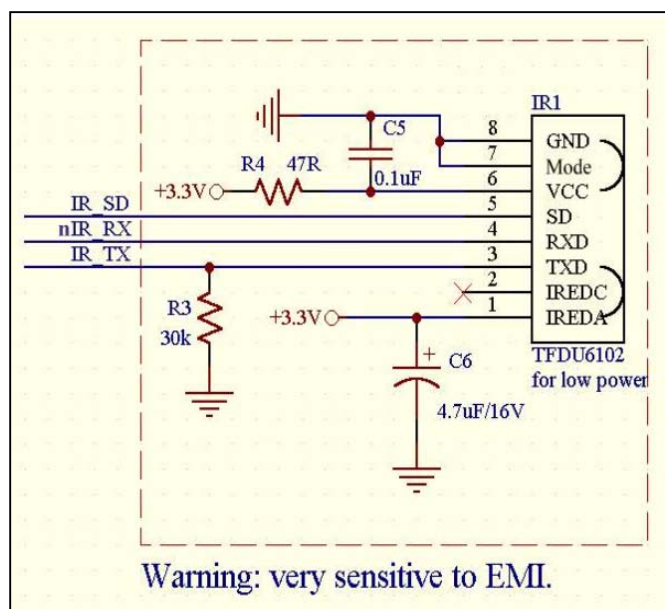 IR1
C5
8
GND
7
Mode
R4 47R
0.1uF
6
VCC
+3.3V
IR_SD
5
SD
nIR_RX
4
RXD
IR_TX
3
TXD
2
IREDC
R3
30k
+3.3V
1
IREDA
+
C6
TFDU6102
for low power
4.7uF/16V
Warning: very sensitive to EMI.